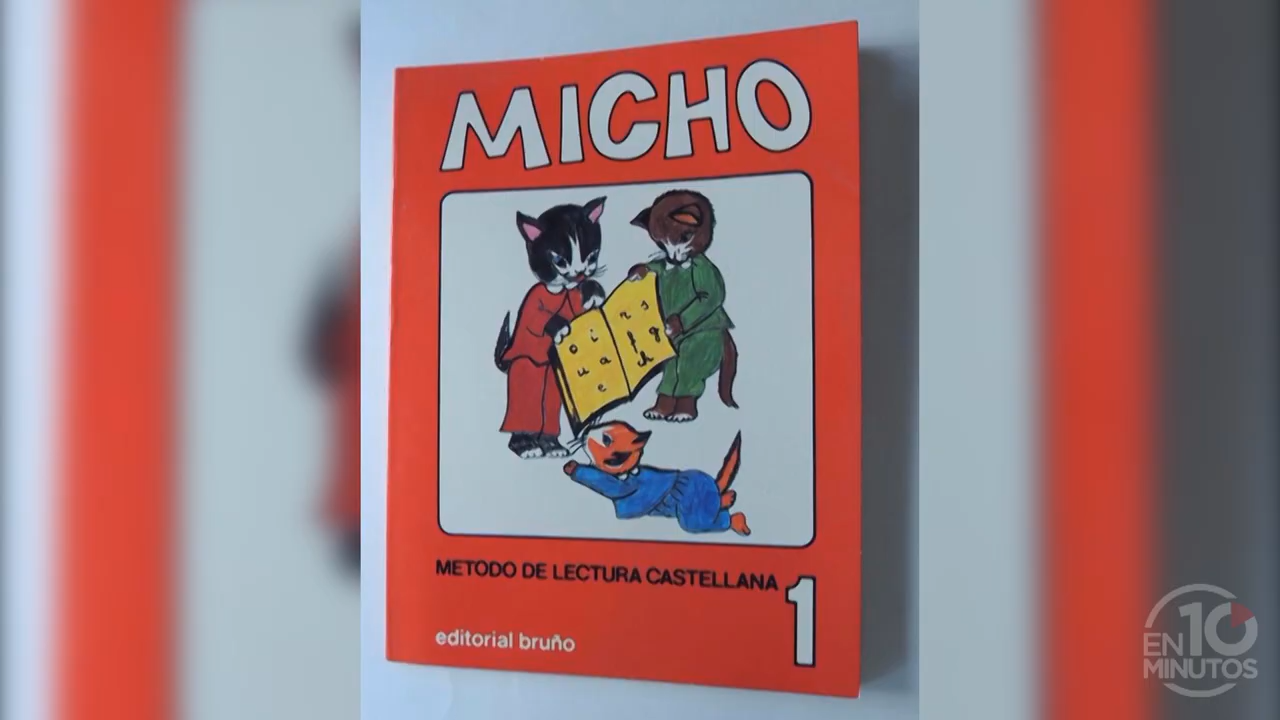 MICHO
o i
u a
e
r s
l g
h
METODO DE LECTURA CASTELLANA
1
editorial bruño
EN 10
MINUTOS